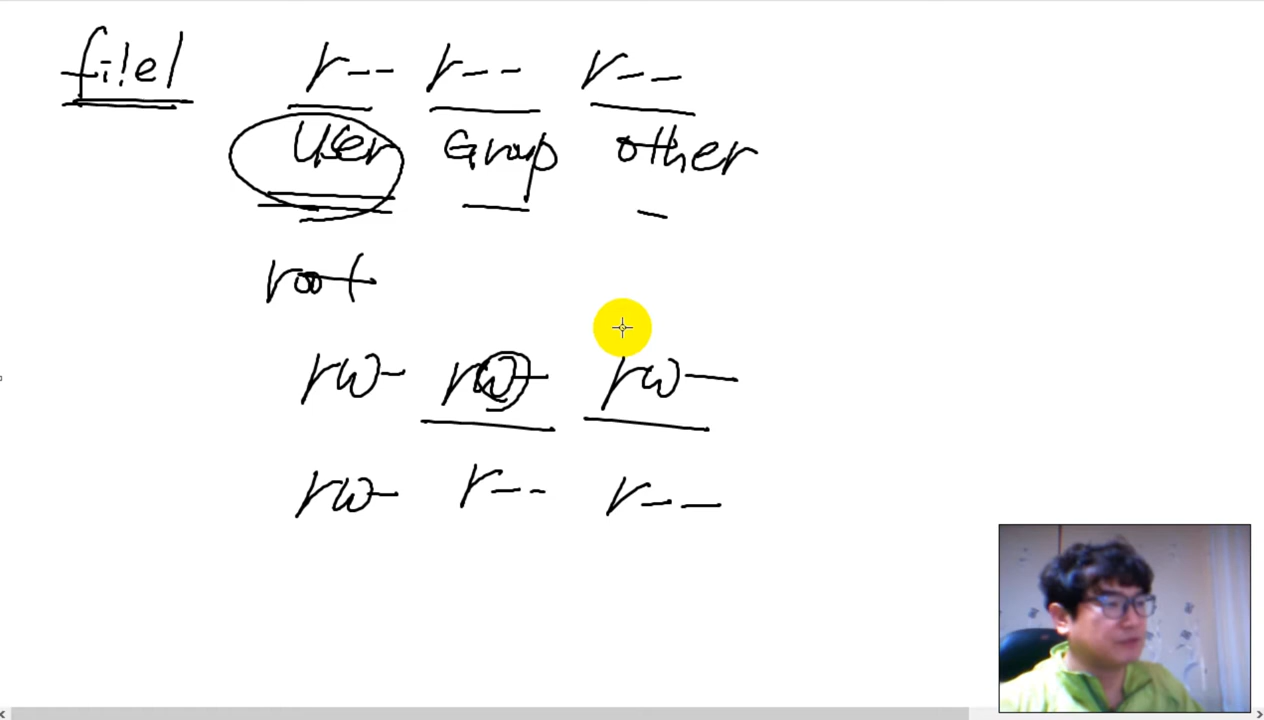 file1 r-- r-- r--
User Group other
root
rw- rw- rw-
rw- r-- r--